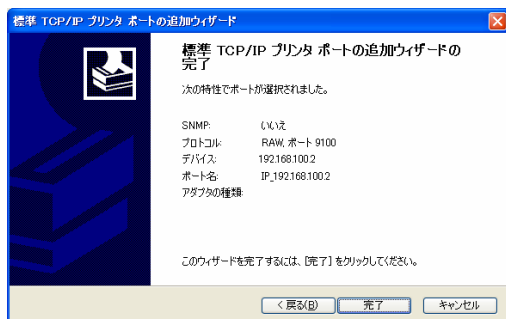 標準 TCP/IP プリンタ ポートの追加ウィザード
標準 TCP/IP プリンタ ポートの追加ウィザードの
完了
次の特性でポートが選択されました。
SNMP: いいえ
プロトコル: RAW, ポート 9100
デバイス: 192.168.100.2
ポート名: IP_192.168.100.2
アダプタの種類:
このウィザードを完了するには、[完了] をクリックしてください。
< 戻る(B) 完了 キャンセル